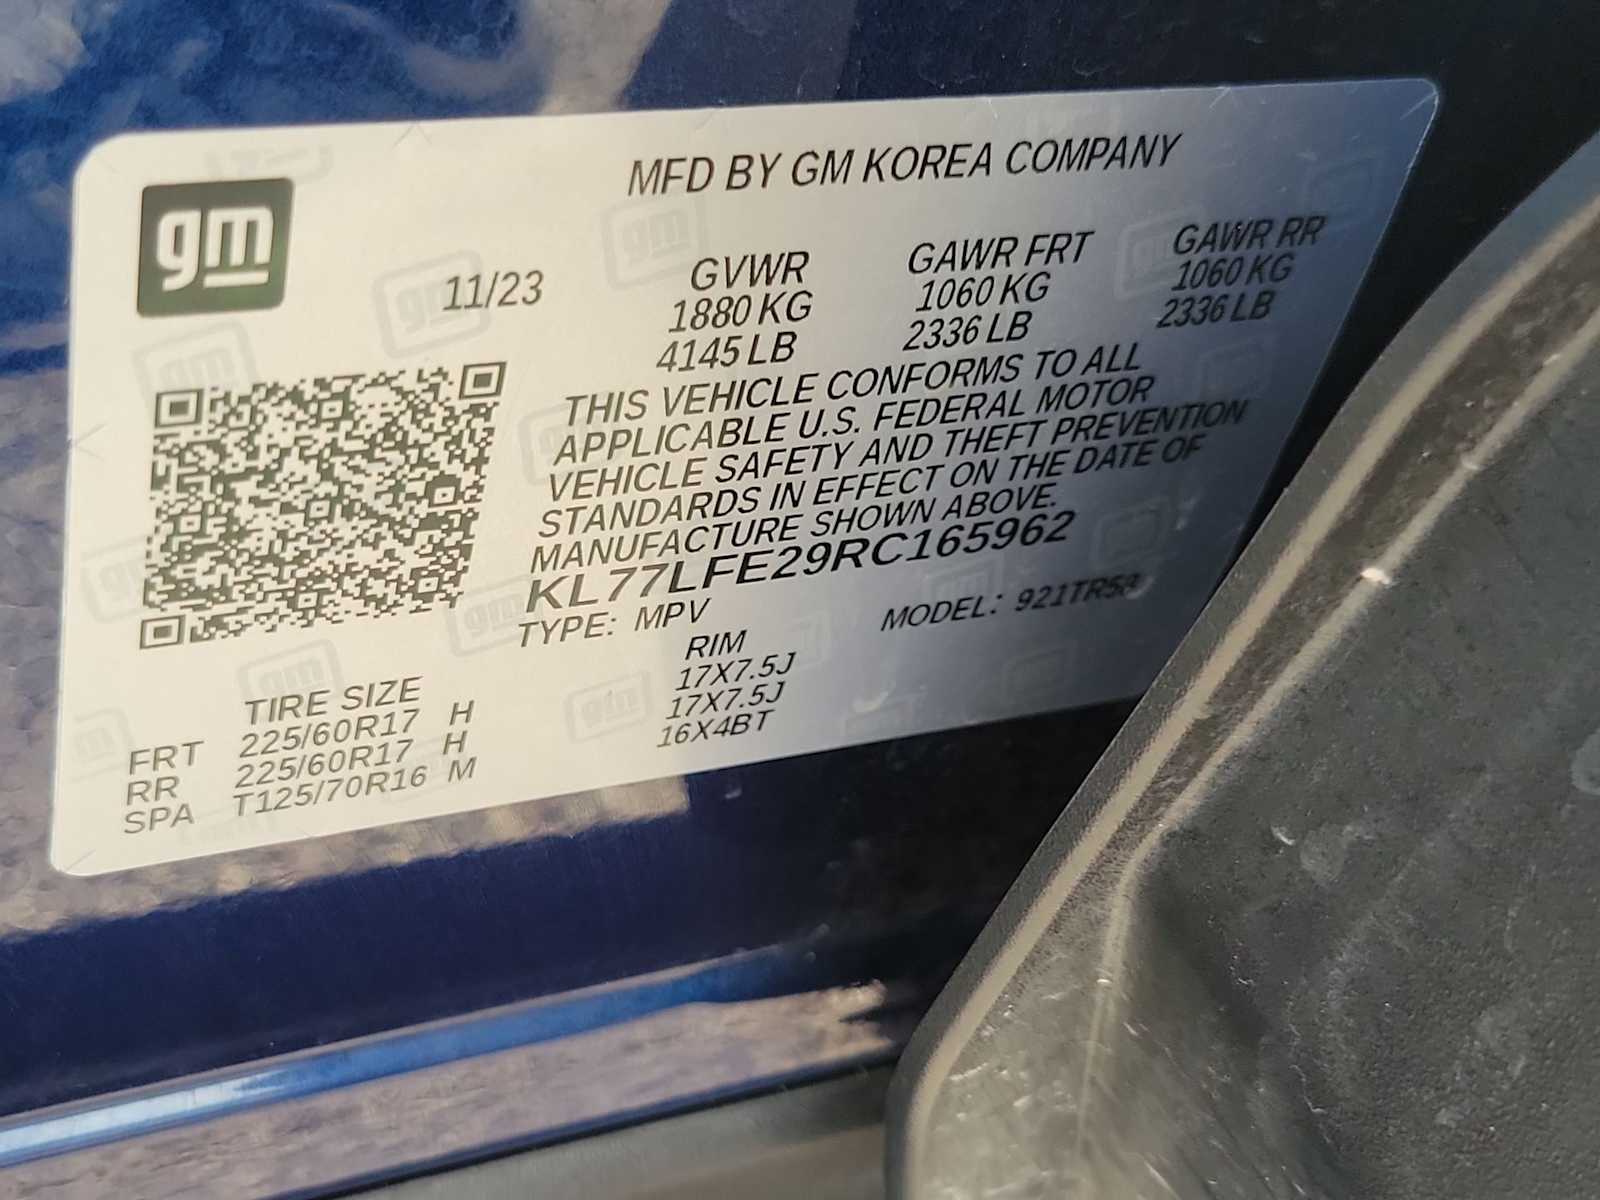 gm
MFD BY GM KOREA COMPANY
11/23 GVWR GAWR FRT GAWR RR
1880 KG 1060 KG 1060 KG
4145 LB 2336 LB 2336 LB
THIS VEHICLE CONFORMS TO ALL
APPLICABLE U.S. FEDERAL MOTOR
VEHICLE SAFETY AND THEFT PREVENTION
STANDARDS IN EFFECT ON THE DATE OF
MANUFACTURE SHOWN ABOVE.
KL77LFE29RC165962
TYPE: MPV MODEL:
TIRE SIZE RIM
FRT 225/60R17 H 17X7.5J
RR 225/60R17 H 17X7.5J
SPA T125/70R16 M 16X4BT